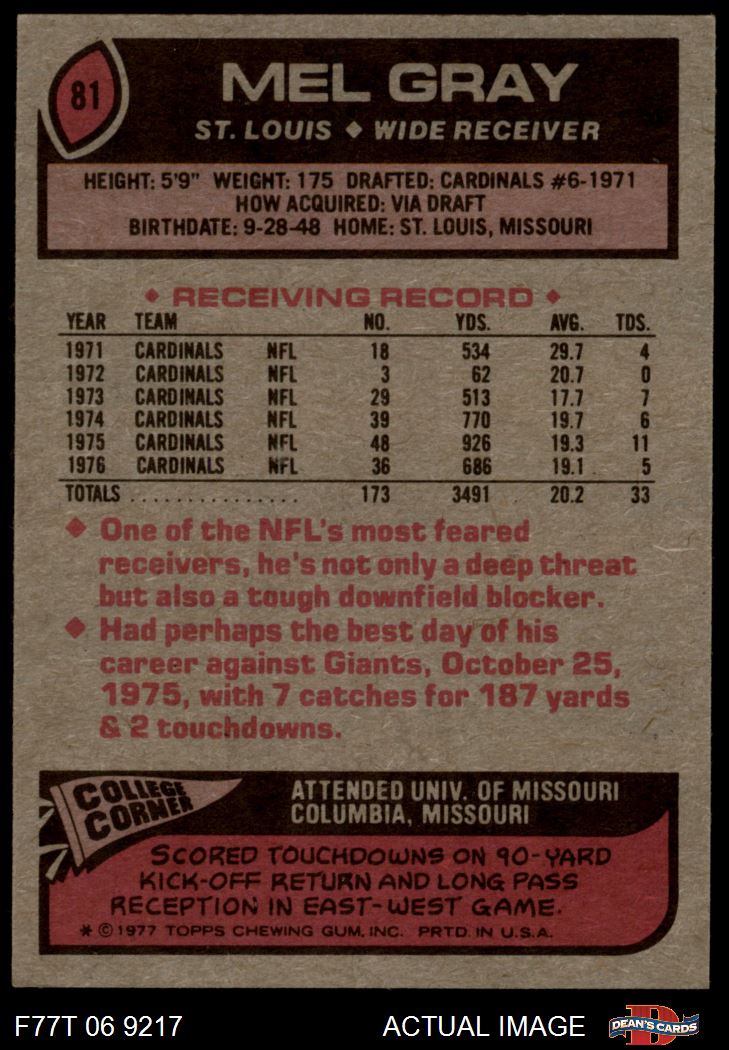 81
MEL GRAY
ST. LOUIS ◆ WIDE RECEIVER
HEIGHT: 5'9" WEIGHT: 175 DRAFTED: CARDINALS #6-1971
HOW ACQUIRED: VIA DRAFT
BIRTHDATE: 9-28-48 HOME: ST. LOUIS, MISSOURI
◆ RECEIVING RECORD ◆
YEAR TEAM NO. YDS. AVG. TDS.
1971 CARDINALS NFL 18 534 29.7 4
1972 CARDINALS NFL 3 62 20.7 0
1973 CARDINALS NFL 29 513 17.7 7
1974 CARDINALS NFL 39 770 19.7 6
1975 CARDINALS NFL 48 926 19.3 11
1976 CARDINALS NFL 36 686 19.1 5
TOTALS ................ 173 3491 20.2 33
◆ One of the NFL's most feared
receivers, he's not only a deep threat
but also a tough downfield blocker.
◆ Had perhaps the best day of his
career against Giants, October 25,
1975, with 7 catches for 187 yards
& 2 touchdowns.
COLLEGE
CORNER
ATTENDED UNIV. OF MISSOURI
COLUMBIA, MISSOURI
SCORED TOUCHDOWNS ON 90-YARD
KICK-OFF RETURN AND LONG PASS
RECEPTION IN EAST-WEST GAME.
* © 1977 TOPPS CHEWING GUM, INC. PRTD. IN U.S.A.
F77T 06 9217 ACTUAL IMAGE
D
DEAN'S CARDS